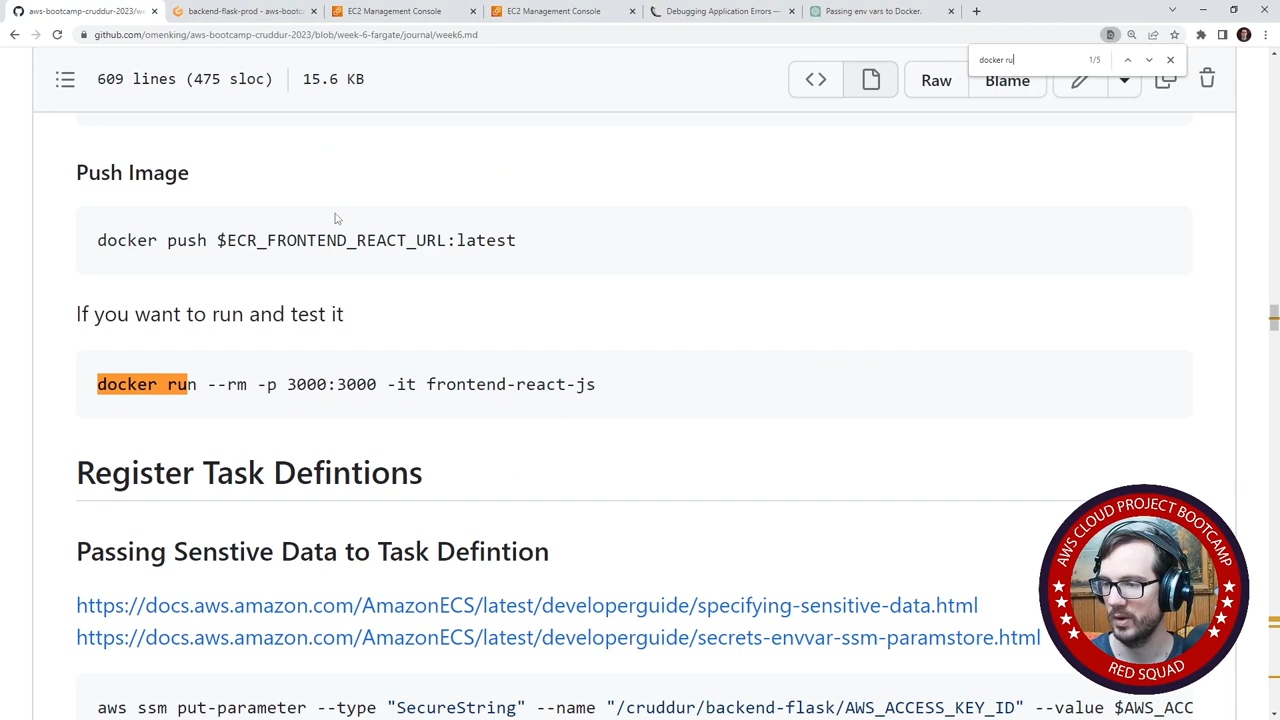 aws-bootcamp-cruddur-2023/we
backend-flask-prod - aws-bootc
EC2 Management Console
EC2 Management Console
Debugging Application Errors —
Passing env vars to Docker.
github.com/omenking/aws-bootcamp-cruddur-2023/blob/week-6-fargate/journal/week6.md
docker ru
1/5
609 lines (475 sloc)
15.6 KB
Raw
Blame
Push Image
docker push $ECR_FRONTEND_REACT_URL:latest
If you want to run and test it
docker run --rm -p 3000:3000 -it frontend-react-js
Register Task Defintions
Passing Senstive Data to Task Defintion
https://docs.aws.amazon.com/AmazonECS/latest/developerguide/specifying-sensitive-data.html
https://docs.aws.amazon.com/AmazonECS/latest/developerguide/secrets-envvar-ssm-paramstore.html
aws ssm put-parameter --type "SecureString" --name "/cruddur/backend-flask/AWS_ACCESS_KEY_ID" --value $AWS_ACC
AWS CLOUD PROJECT BOOTCAMP
RED SQUAD